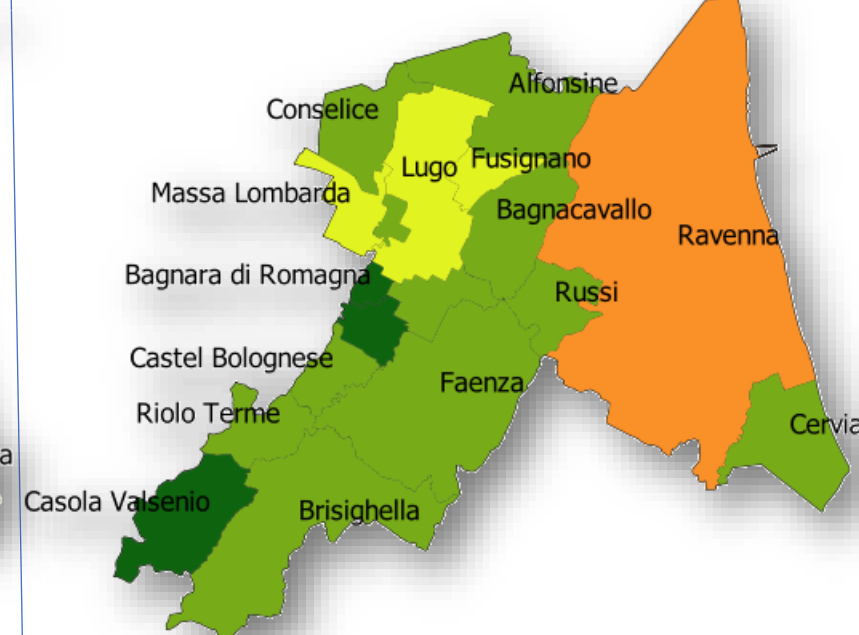 Alfonsine
Conselice
Fusignano
Lugo
Massa Lombarda
Bagnacavallo
Ravenna
Bagnara di Romagna
Russi
Castel Bolognese
Faenza
Riolo Terme
Cervia
a
Casola Valsenio
Brisighella